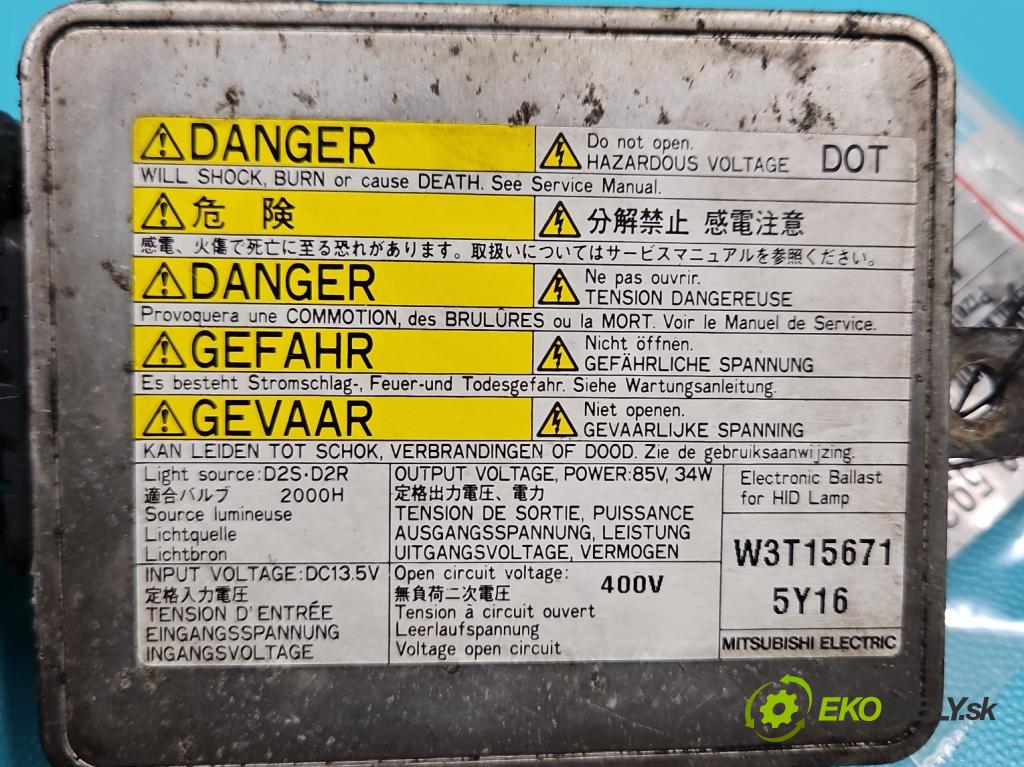 DANGER
Do not open.
HAZARDOUS VOLTAGE
DOT
WILL SHOCK, BURN or cause DEATH. See Service Manual.
危 険
分解禁止 感電注意
感電、火傷で死亡に至る恐れがあります。取扱いについてはサービスマニュアルを参照ください。
DANGER
Ne pas ouvrir.
TENSION DANGEREUSE
Provoquera une COMMOTION, des BRULÛRES ou la MORT. Voir le Manuel de Service.
GEFAHR
Nicht öffnen.
GEFÄHRLICHE SPANNUNG
Es besteht Stromschlag-, Feuer-und Todesgefahr. Siehe Wartungsanleitung.
GEVAAR
Niet openen.
GEVAARLIJKE SPANNING
KAN LEIDEN TOT SCHOK, VERBRANDINGEN OF DOOD. Zie de gebruiksaanwijzing.
Light source:D2S・D2R
適合バルブ 2000H
Source lumineuse
Lichtquelle
Lichtbron
OUTPUT VOLTAGE, POWER:85V, 34W
定格出力電圧、電力
TENSION DE SORTIE, PUISSANCE
AUSGANGSSPANNUNG, LEISTUNG
UITGANGSVOLTAGE, VERMOGEN
Electronic Ballast
for HID Lamp
W3T15671
5Y16
MITSUBISHI ELECTRIC
INPUT VOLTAGE:DC13.5V
定格入力電圧
TENSION D'ENTRÉE
EINGANGSSPANNUNG
INGANGSVOLTAGE
Open circuit voltage:
無負荷二次電圧 400V
Tension à circuit ouvert
Leerlaufspannung
Voltage open circuit